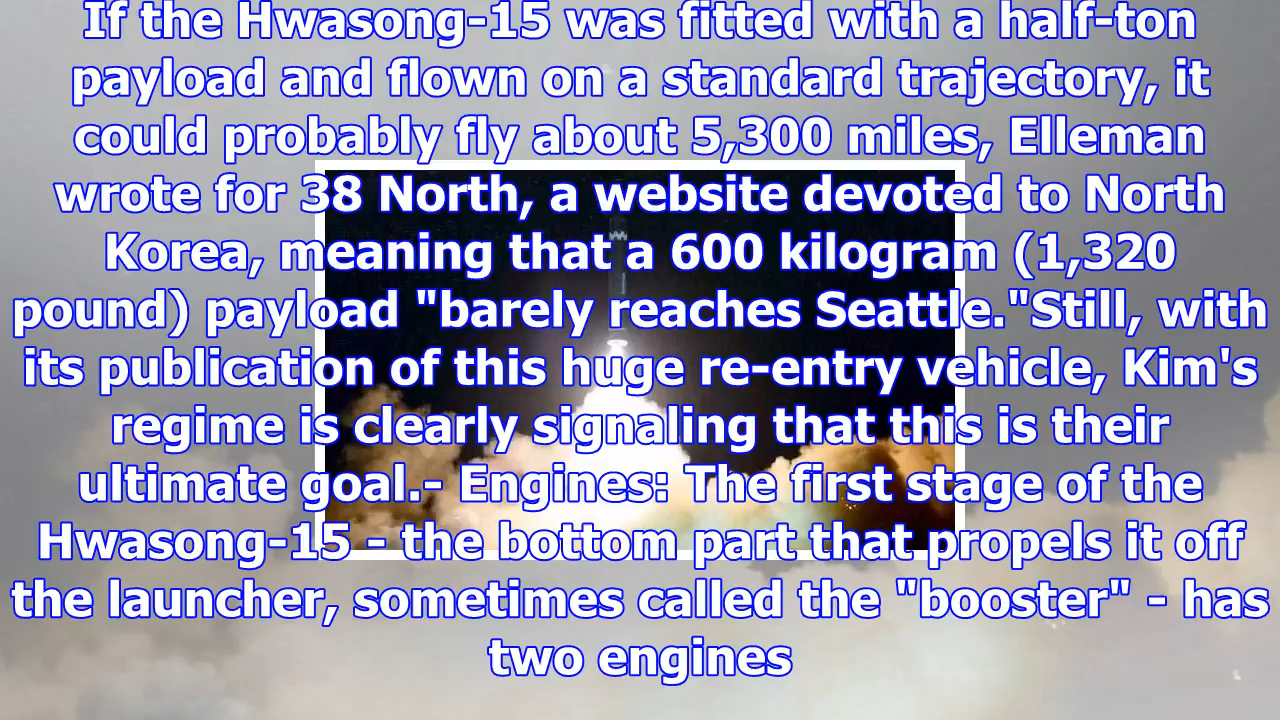 If the Hwasong-15 was fitted with a half-ton
payload and flown on a standard trajectory, it
could probably fly about 5,300 miles, Elleman
wrote for 38 North, a website devoted to North
Korea, meaning that a 600 kilogram (1,320
pound) payload "barely reaches Seattle."Still, with
its publication of this huge re-entry vehicle, Kim's
regime is clearly signaling that this is their
ultimate goal.- Engines: The first stage of the
Hwasong-15 - the bottom part that propels it off
the launcher, sometimes called the "booster" - has
two engines